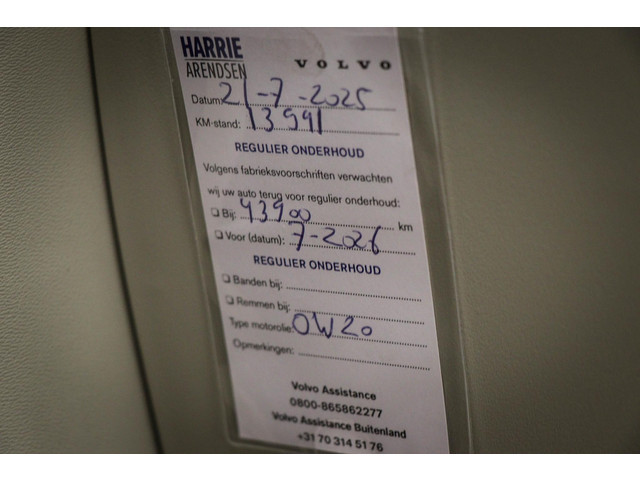 HARRIE
ARENDSEN
VOLVO
Datum: 21-7-2025
KM-stand: 13941
REGULIER ONDERHOUD
Volgens fabrieksvoorschriften verwachten
wij uw auto terug voor regulier onderhoud:
Bij: 43900 km
Voor (datum): 7-2026
REGULIER ONDERHOUD
Banden bij:
Remmen bij:
Type motorolie: 0W20
Opmerkingen:
Volvo Assistance
0800-865862277
Volvo Assistance Buitenland
+31 70 314 51 76